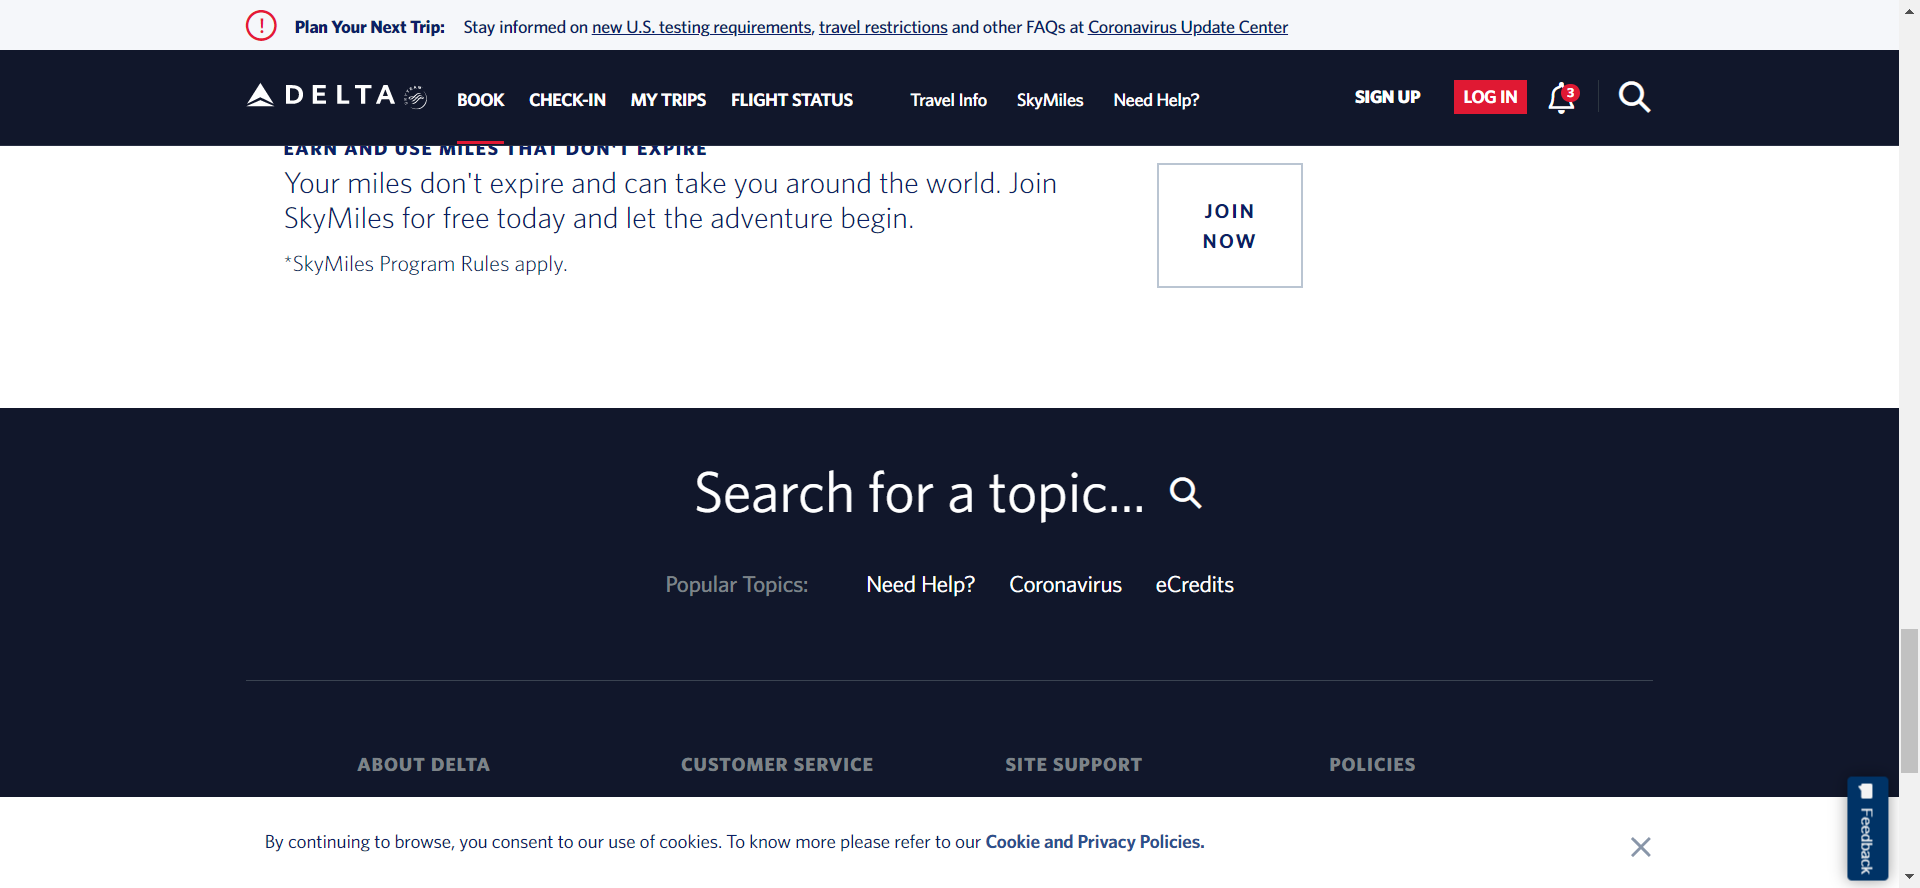 Plan Your Next Trip: Stay informed on new U.S. testing requirements, travel restrictions and other FAQs at Coronavirus Update Center
DELTA BOOK CHECK-IN MY TRIPS FLIGHT STATUS Travel Info SkyMiles Need Help? SIGN UP LOG IN 3
EARN AND USE MILES THAT DON'T EXPIRE
Your miles don't expire and can take you around the world. Join
SkyMiles for free today and let the adventure begin.
*SkyMiles Program Rules apply.
JOIN
NOW
Search for a topic...
Popular Topics: Need Help? Coronavirus eCredits
ABOUT DELTA CUSTOMER SERVICE SITE SUPPORT POLICIES
By continuing to browse, you consent to our use of cookies. To know more please refer to our Cookie and Privacy Policies.
Feedback